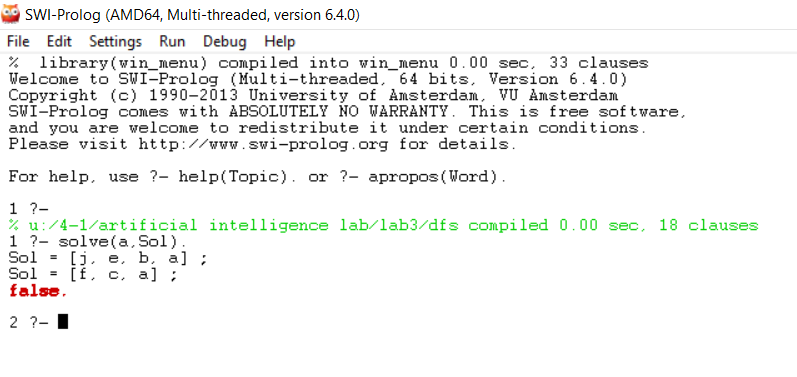 SWI-Prolog (AMD64, Multi-threaded, version 6.4.0)
File Edit Settings Run Debug Help
% library(win_menu) compiled into win_menu 0.00 sec, 33 clauses
Welcome to SWI-Prolog (Multi-threaded, 64 bits, Version 6.4.0)
Copyright (c) 1990-2013 University of Amsterdam, VU Amsterdam
SWI-Prolog comes with ABSOLUTELY NO WARRANTY. This is free software,
and you are welcome to redistribute it under certain conditions.
Please visit http://www.swi-prolog.org for details.
For help, use ?- help(Topic). or ?- apropos(Word).
1 ?-
% u:/4-1/artificial intelligence lab/lab3/dfs compiled 0.00 sec, 18 clauses
1 ?- solve(a,Sol).
Sol = [j, e, b, a] ;
Sol = [f, c, a] ;
false.
2 ?-